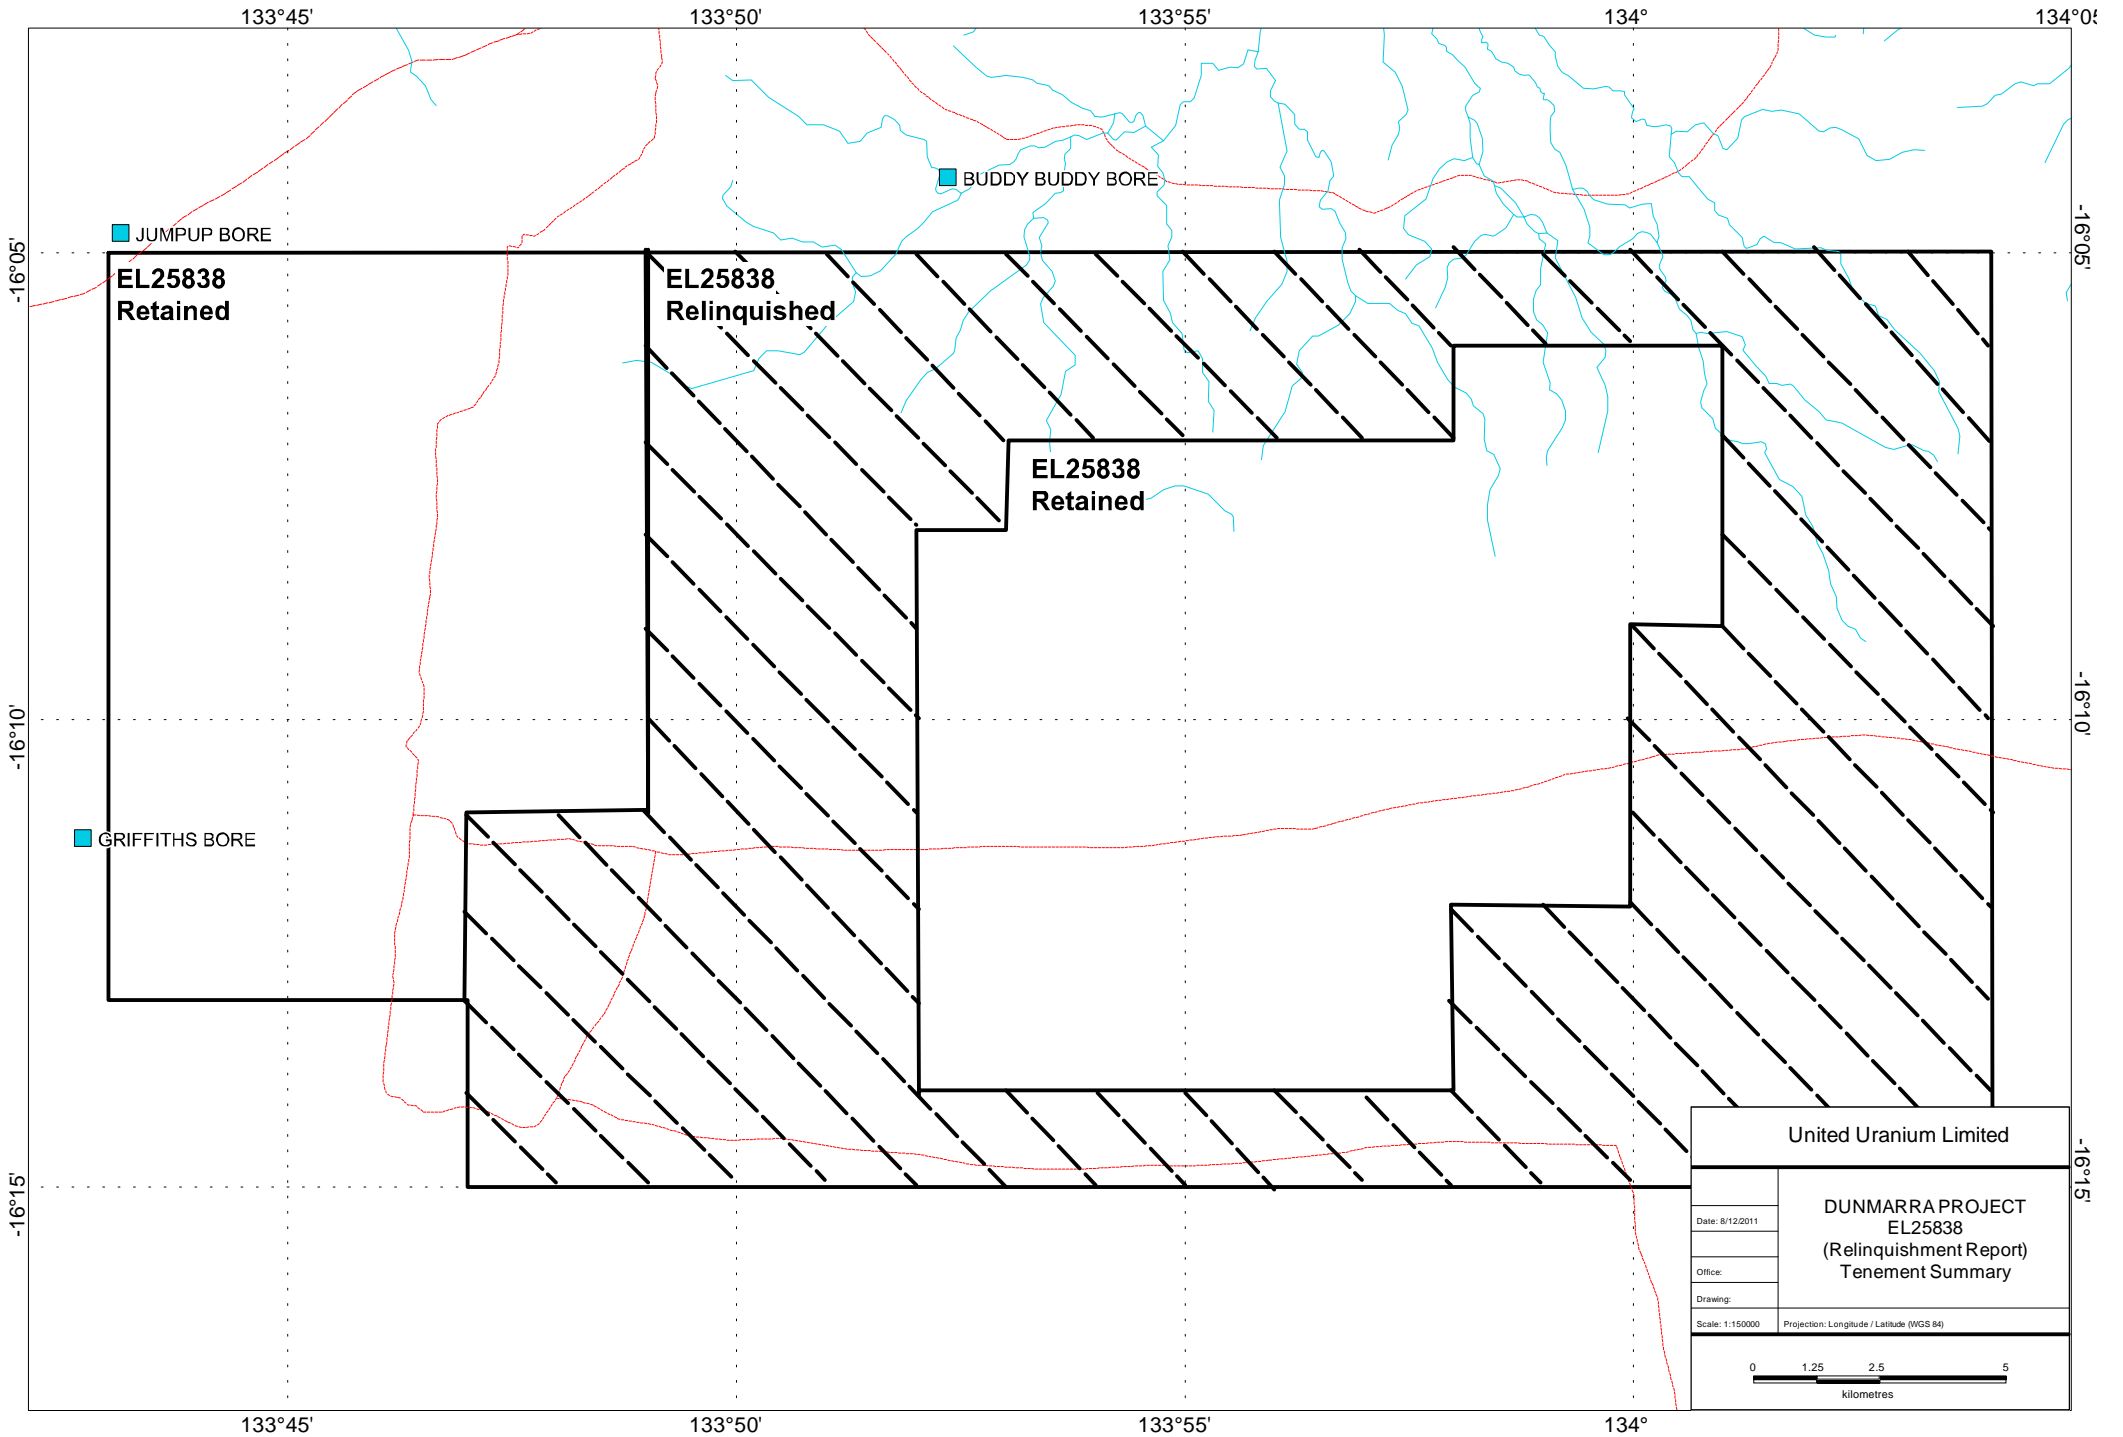 133°45'
133°50'
133°55'
134°
134°05
BUDDY BUDDY BORE
JUMPUP BORE
-16°05'
-16°05'
EL25838
Retained
EL25838
Relinquished
EL25838
Retained
-16°10'
-16°10'
GRIFFITHS BORE
-16°15'
-16°15'
United Uranium Limited
DUNMARRA PROJECT
EL25838
(Relinquishment Report)
Tenement Summary
Date: 8/12/2011
Office:
Drawing:
Scale: 1:150000
Projection: Longitude / Latitude (WGS 84)
0 1.25 2.5 5
kilometres
133°45'
133°50'
133°55'
134°